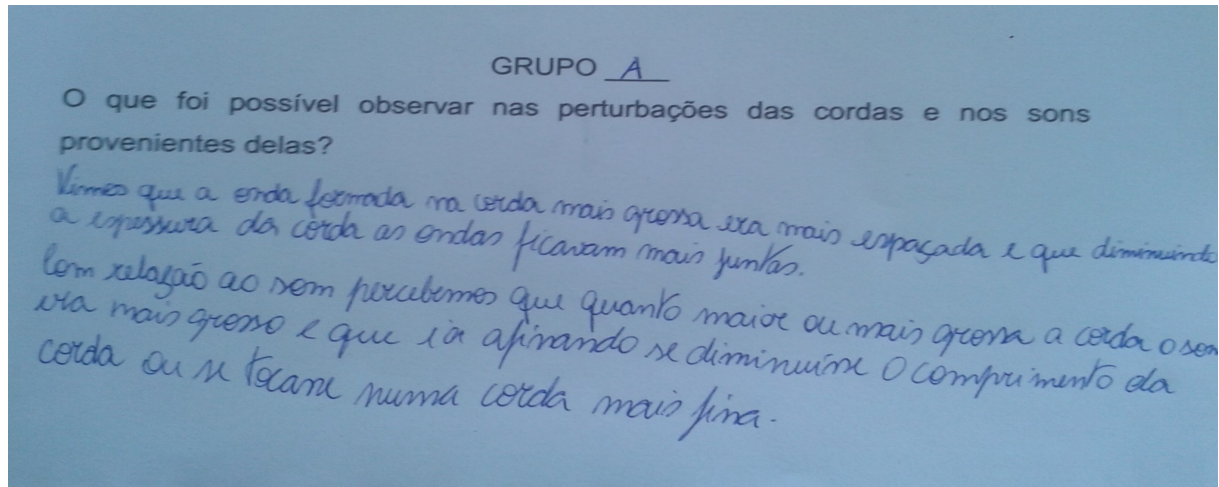 GRUPO A
O que foi possível observar nas perturbações das cordas e nos sons
provenientes delas?
Vimos que a onda formada na corda mais grossa era mais espaçada e que diminuindo
a espessura da corda as ondas ficavam mais juntas.
Com relação ao som percebemos que quanto maior ou mais grossa a corda o som
era mais grosso e que ia afinando se diminuisse o comprimento da
corda ou se tocasse numa corda mais fina.